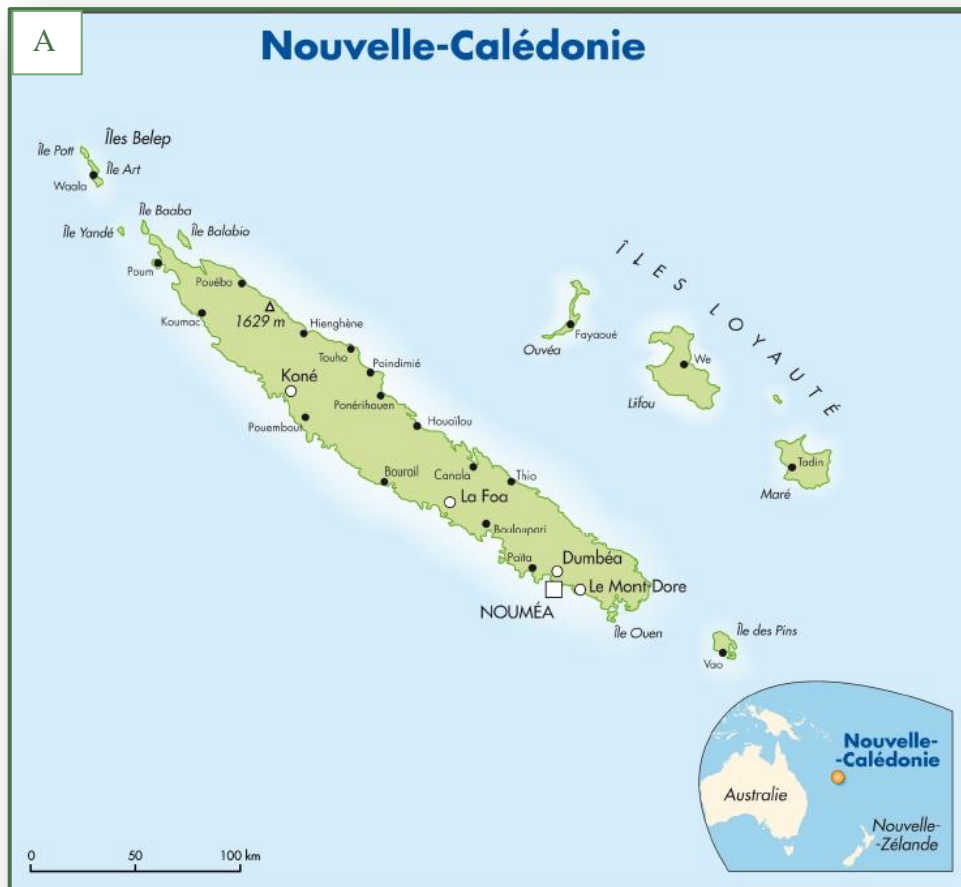 A
Nouvelle-Calédonie
Îles Belep
Île Pott
Île Art
Waala
Île Baaba
Île Yandé
Île Balabio
Poum
Pouébo
1629 m
Koumac
Hienghène
Touho
Poindimié
Koné
Ponérihouen
Pouembout
Houaïlou
Bourail
Canala
Thio
La Foa
Bouloupari
Païta
Dumbéa
Le Mont-Dore
NOUMÉA
Île Ouen
Île des Pins
Vao
ÎLES LOYAUTÉ
Fayaoué
Ouvéa
We
Lifou
Tadin
Maré
Nouvelle-
-Calédonie
Australie
Nouvelle-
-Zélande
0 50 100 km